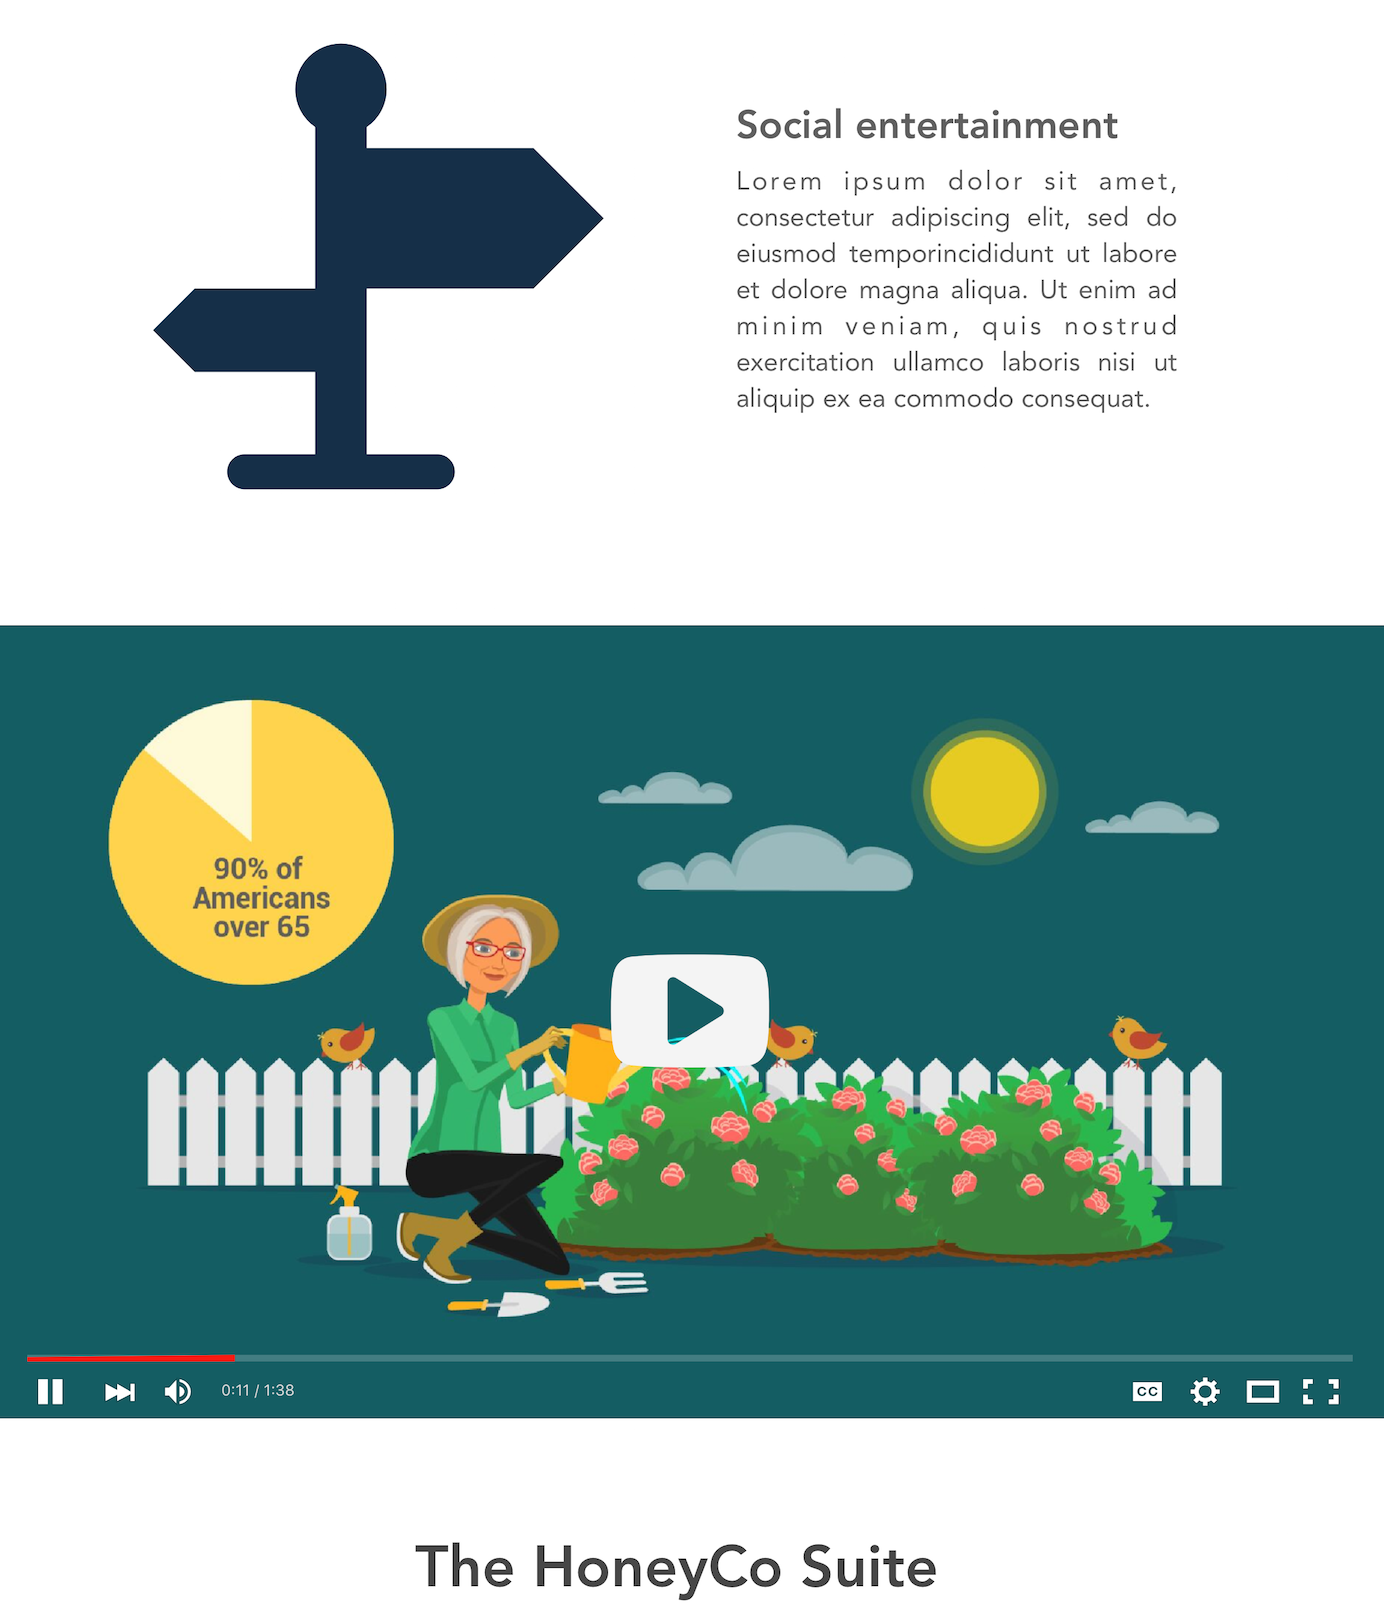 Social entertainment
Lorem ipsum dolor sit amet,
consectetur adipiscing elit, sed do
eiusmod temporincididunt ut labore
et dolore magna aliqua. Ut enim ad
minim veniam, quis nostrud
exercitation ullamco laboris nisi ut
aliquip ex ea commodo consequat.
90% of
Americans
over 65
0:11 / 1:38
CC
The HoneyCo Suite